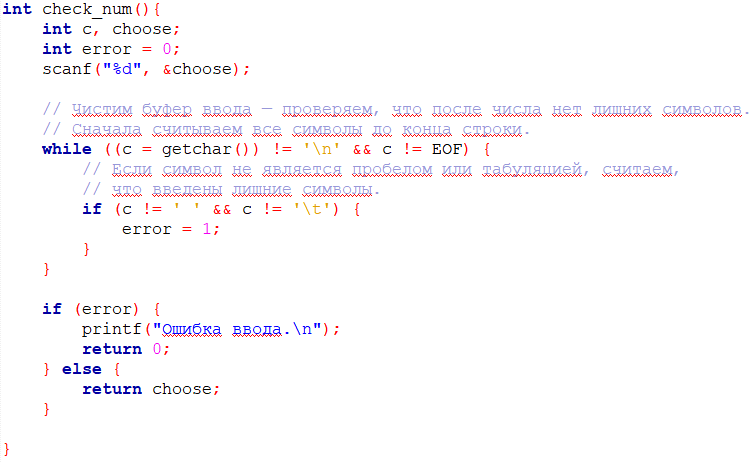 int check_num(){
    int c, choose;
    int error = 0;
    scanf("%d", &choose);
    // Чистим буфер ввода — проверяем, что после числа нет лишних символов.
    // Сначала считываем все символы до конца строки.
    while ((c = getchar()) != '\n' && c != EOF) {
        // Если символ не является пробелом или табуляцией, считаем,
        // что введены лишние символы.
        if (c != ' ' && c != '\t') {
            error = 1;
        }
    }
    if (error) {
        printf("Ошибка ввода.\n");
        return 0;
    } else {
        return choose;
    }
}